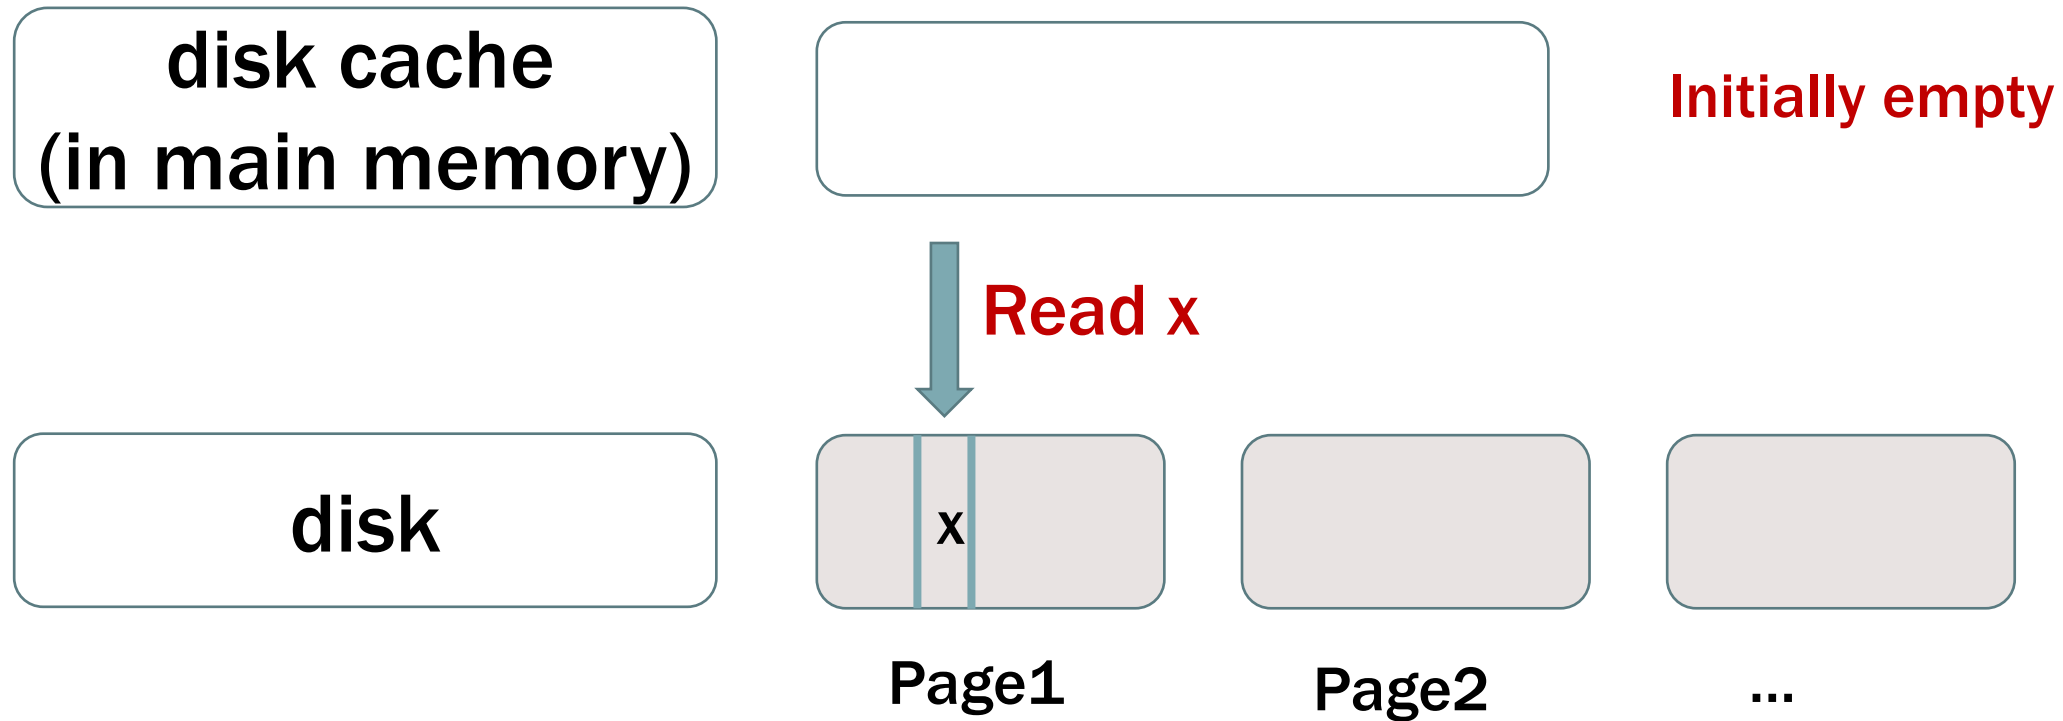 disk cache
(in main memory)
Initially empty
Read x
disk
x
Page1
Page2
...